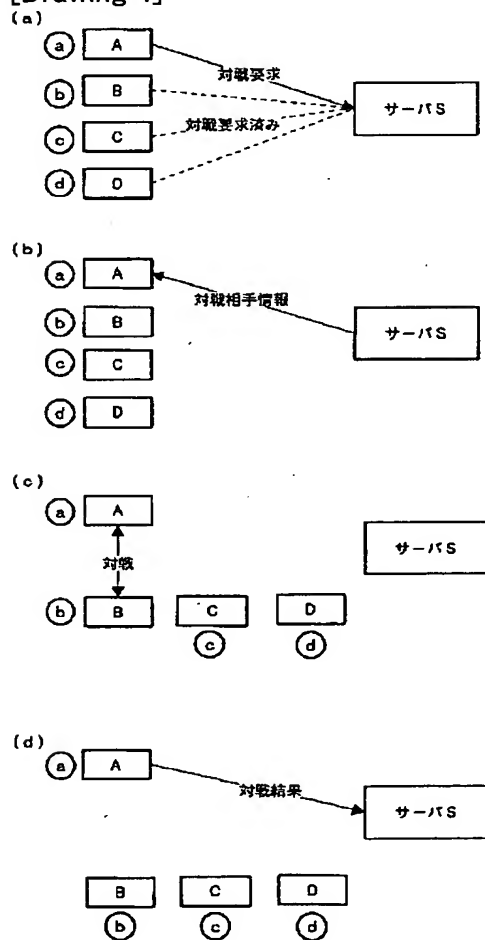 [Drawing 4]
(a)
ⓐ A
対戦要求
ⓑ B
サーバS
対戦要求済み
ⓒ C
ⓓ D
(b)
ⓐ A
対戦相手情報
ⓑ B
サーバS
ⓒ C
ⓓ D
(c)
ⓐ A
サーバS
対戦
ⓑ B C D
ⓒ ⓓ
(d)
ⓐ A
対戦結果
サーバS
B C D
ⓑ ⓒ ⓓ